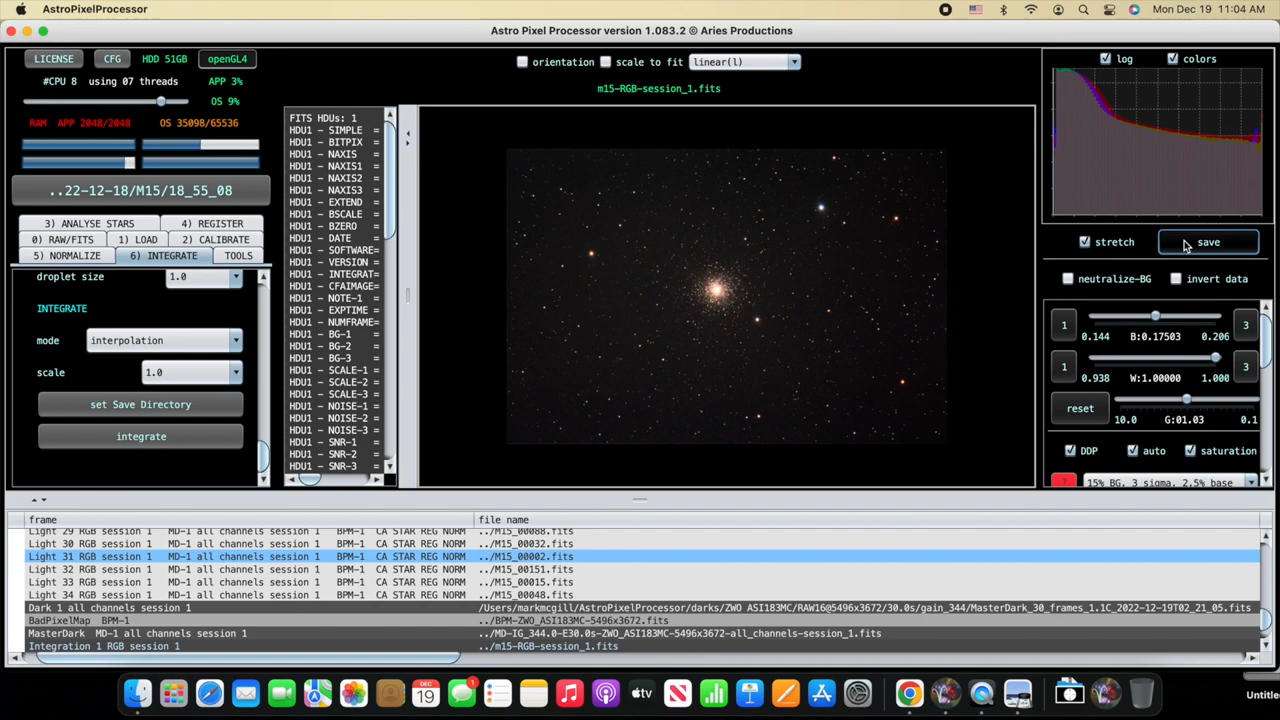 AstroPixelProcessor
Mon Dec 19 11:04 AM
Astro Pixel Processor version 1.083.2 © Aries Productions
LICENSE CFG HDD 51GB openGL4
#CPU 8 using 07 threads APP 3%
OS 9%
RAM APP 2048/2048 OS 35098/65536
..22-12-18/M15/18_55_08
3) ANALYSE STARS 4) REGISTER
0) RAW/FITS 1) LOAD 2) CALIBRATE
5) NORMALIZE 6) INTEGRATE TOOLS
droplet size 1.0
INTEGRATE
mode interpolation
scale 1.0
set Save Directory
integrate
FITS HDUs: 1
HDU1 - SIMPLE =
HDU1 - BITPIX =
HDU1 - NAXIS =
HDU1 - NAXIS1 =
HDU1 - NAXIS2 =
HDU1 - NAXIS3 =
HDU1 - EXTEND =
HDU1 - BSCALE =
HDU1 - BZERO =
HDU1 - DATE =
HDU1 - SOFTWARE=
HDU1 - VERSION =
HDU1 - INTEGRAT=
HDU1 - CFAIMAGE=
HDU1 - NOTE-1 =
HDU1 - EXPTIME =
HDU1 - NUMFRAME=
HDU1 - BG-1 =
HDU1 - BG-2 =
HDU1 - BG-3 =
HDU1 - SCALE-1 =
HDU1 - SCALE-2 =
HDU1 - SCALE-3 =
HDU1 - NOISE-1 =
HDU1 - NOISE-2 =
HDU1 - NOISE-3 =
HDU1 - SNR-1 =
HDU1 - SNR-2 =
HDU1 - SNR-3 =
orientation scale to fit linear(l)
m15-RGB-session_1.fits
log colors
stretch save
neutralize-BG invert data
1 3
0.144 B:0.17503 0.206
1 3
0.938 W:1.00000 1.000
reset
10.0 G:01.03 0.1
DDP auto saturation
? 15% BG, 3 sigma, 2.5% base
frame file name
Light 29 RGB session 1 MD-1 all channels session 1 BPM-1 CA STAR REG NORM ../M15_00088.fits
Light 30 RGB session 1 MD-1 all channels session 1 BPM-1 CA STAR REG NORM ../M15_00032.fits
Light 31 RGB session 1 MD-1 all channels session 1 BPM-1 CA STAR REG NORM ../M15_00002.fits
Light 32 RGB session 1 MD-1 all channels session 1 BPM-1 CA STAR REG NORM ../M15_00151.fits
Light 33 RGB session 1 MD-1 all channels session 1 BPM-1 CA STAR REG NORM ../M15_00015.fits
Light 34 RGB session 1 MD-1 all channels session 1 BPM-1 CA STAR REG NORM ../M15_00048.fits
Dark 1 all channels session 1 /Users/markmcgill/AstroPixelProcessor/darks/ZWO ASI183MC/RAW16@5496x3672/30.0s/gain_344/MasterDark_30_frames_1.1C_2022-12-19T02_21_05.fits
BadPixelMap BPM-1 ../BPM-ZWO_ASI183MC-5496x3672.fits
MasterDark MD-1 all channels session 1 ../MD-IG_344.0-E30.0s-ZWO_ASI183MC-5496x3672-all_channels-session_1.fits
Integration 1 RGB session 1 ../m15-RGB-session_1.fits
DEC
19
1
tv
Untitle